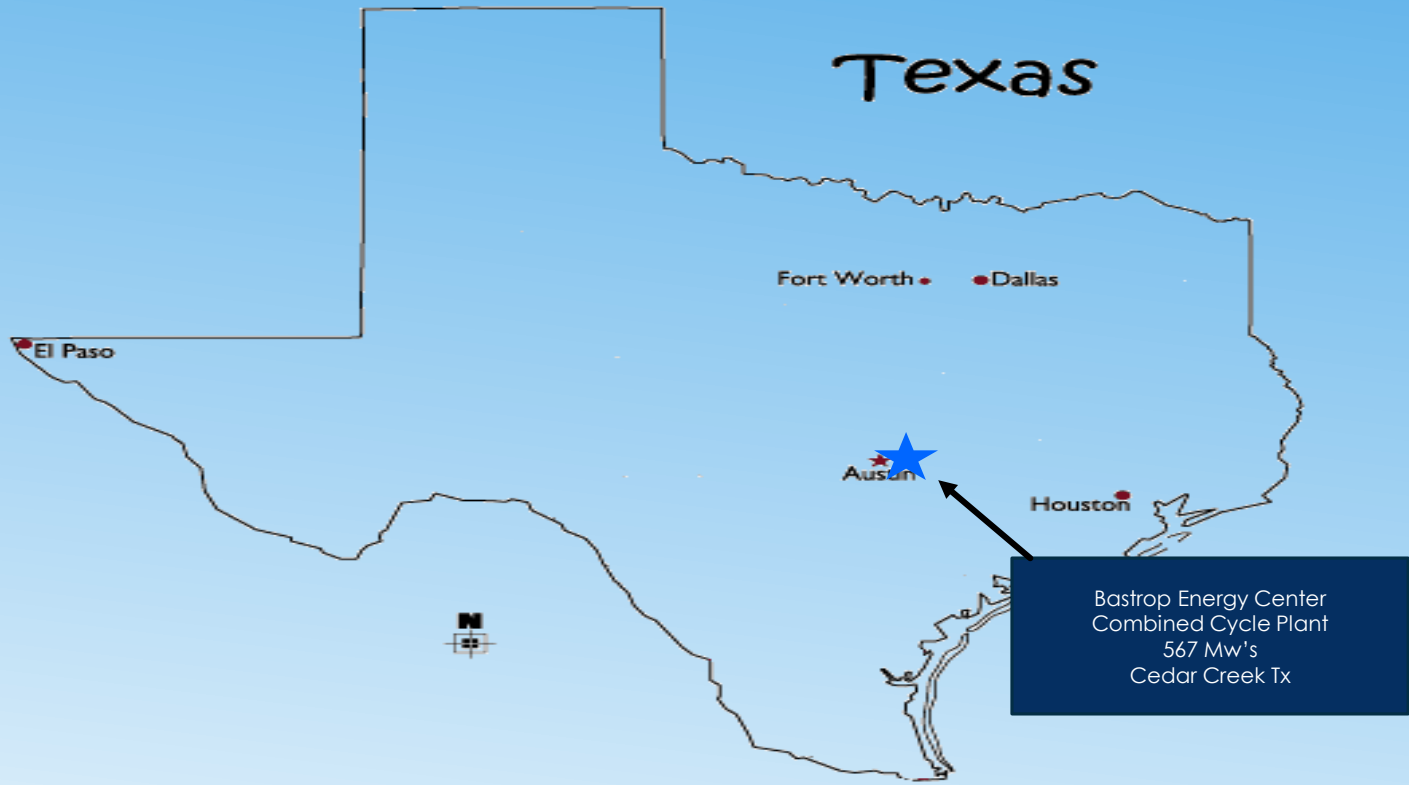 Texas
Fort Worth
Dallas
El Paso
Austin
Houston
N
Bastrop Energy Center
Combined Cycle Plant
567 Mw's
Cedar Creek Tx